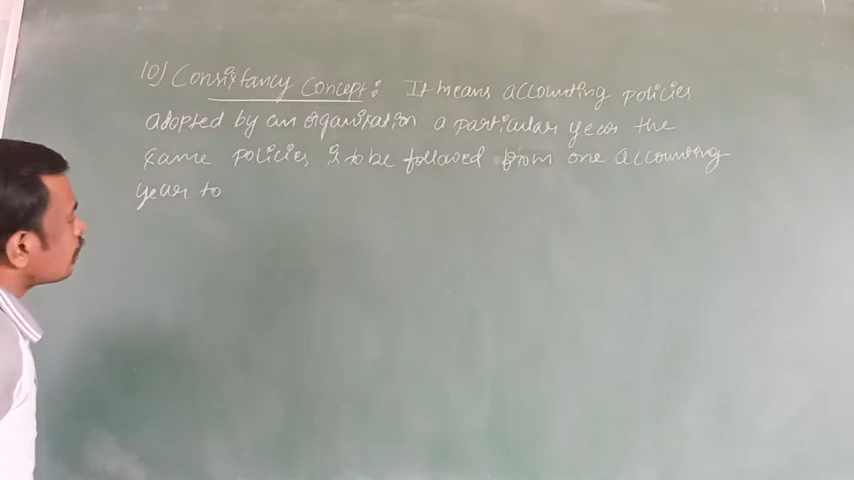 10) Consistancy Concept : It means accounting policies
adopted by an organisation a particular year the
same policies is to be followed from one accounting
year to